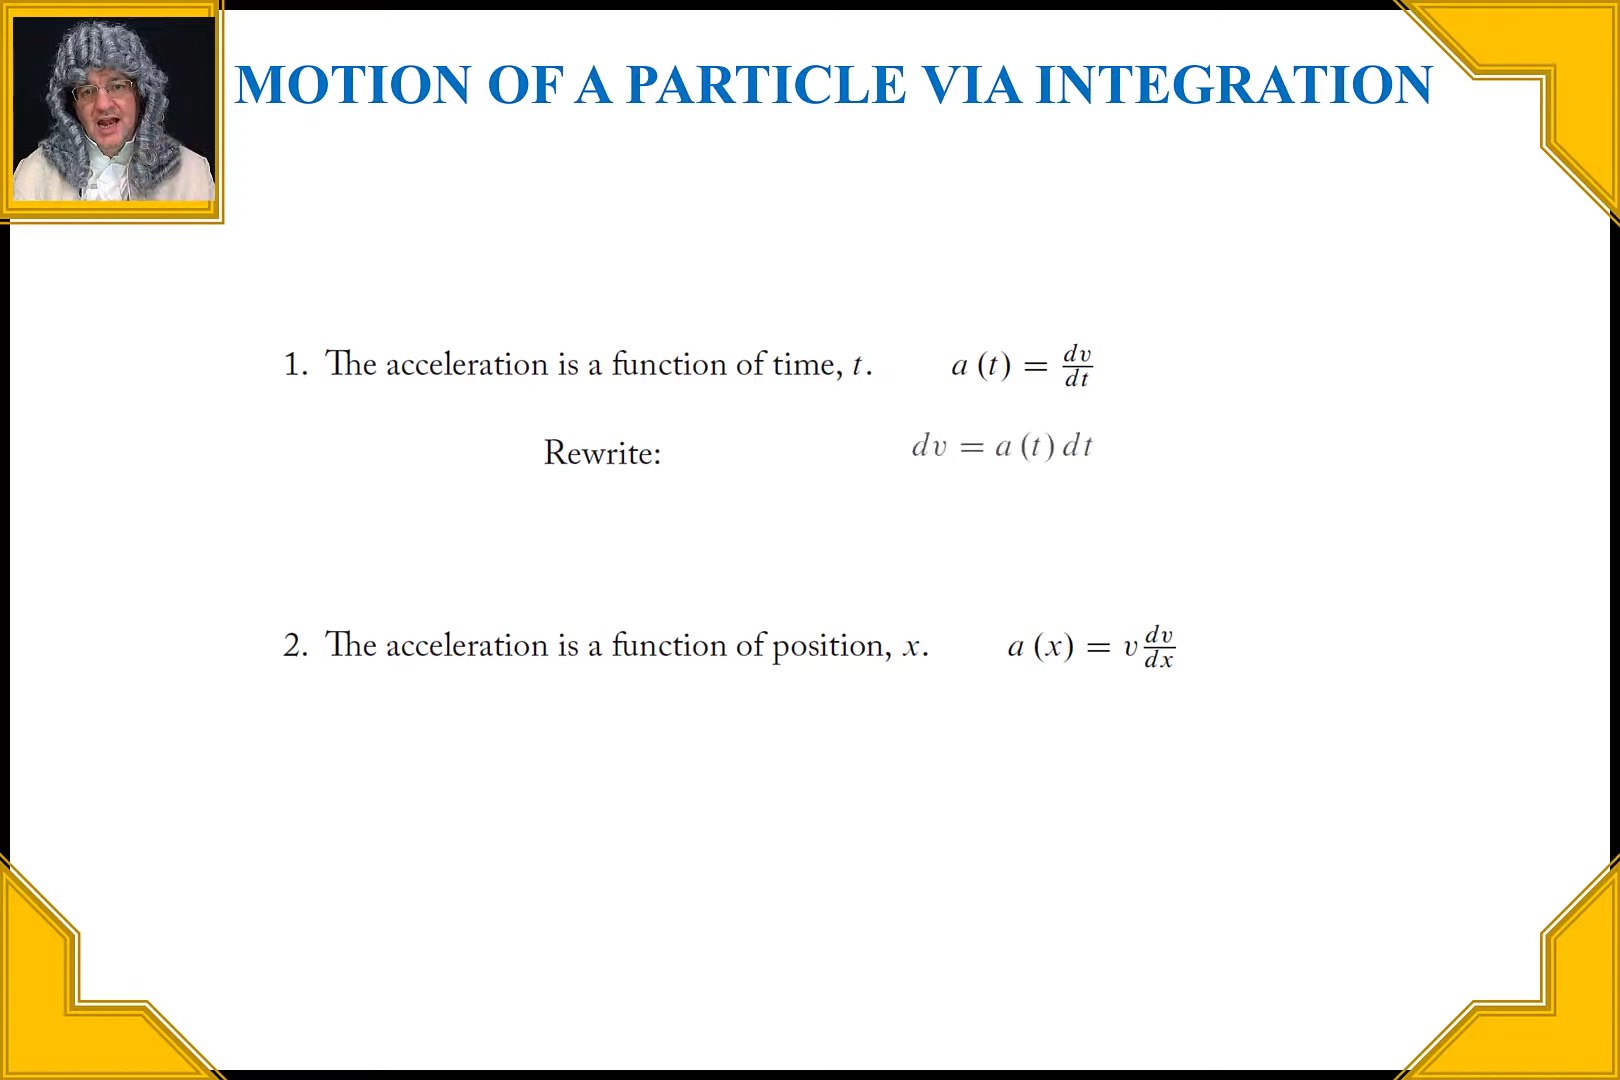 MOTION OF A PARTICLE VIA INTEGRATION
1. The acceleration is a function of time, t. a (t) = dv/dt
Rewrite: dv = a (t) dt
2. The acceleration is a function of position, x. a (x) = v dv/dx